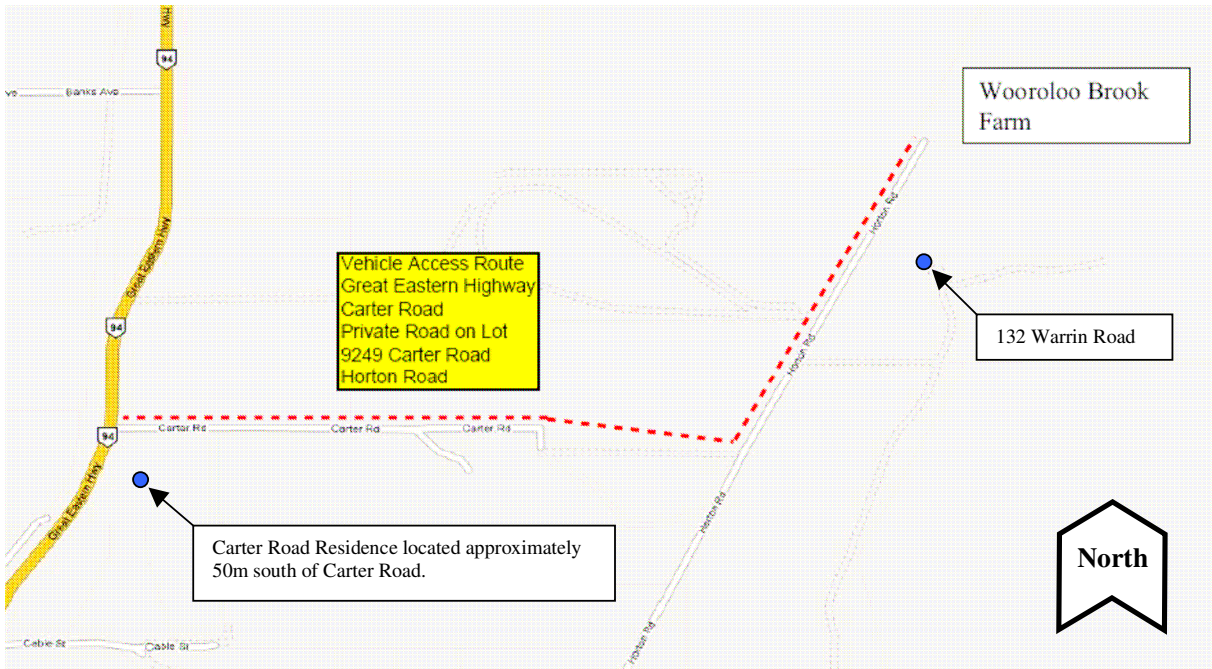 Hwy
94
ve
Banks Ave
Wooroloo Brook
Farm
Horton Rd
Great Eastern Hwy
Vehicle Access Route
Great Eastern Highway
Carter Road
Private Road on Lot
9249 Carter Road
Horton Road
94
132 Warrin Road
Horton Rd
94
Carter Rd
Carter Rd
Carter Rd
Great Eastern Hwy
Horton Rd
Carter Road Residence located approximately
50m south of Carter Road.
North
Cable St
Cable St
Horton Rd